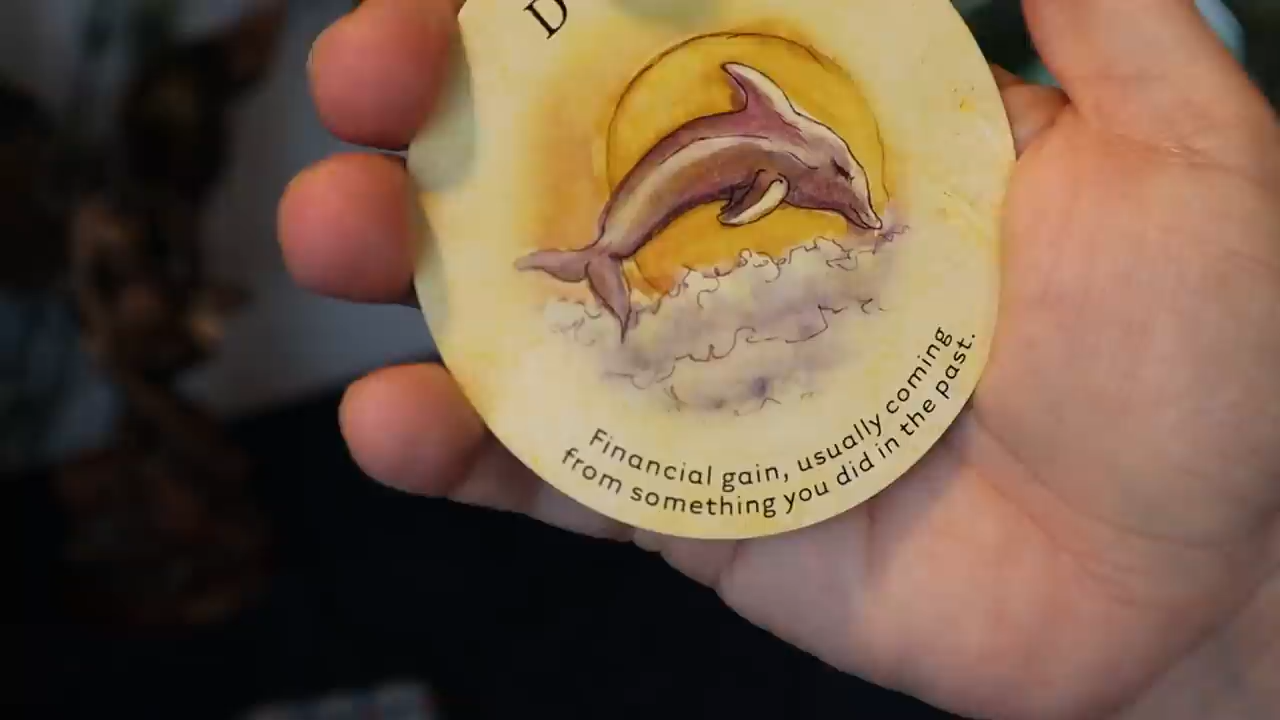 D
Financial gain, usually coming
from something you did in the past.